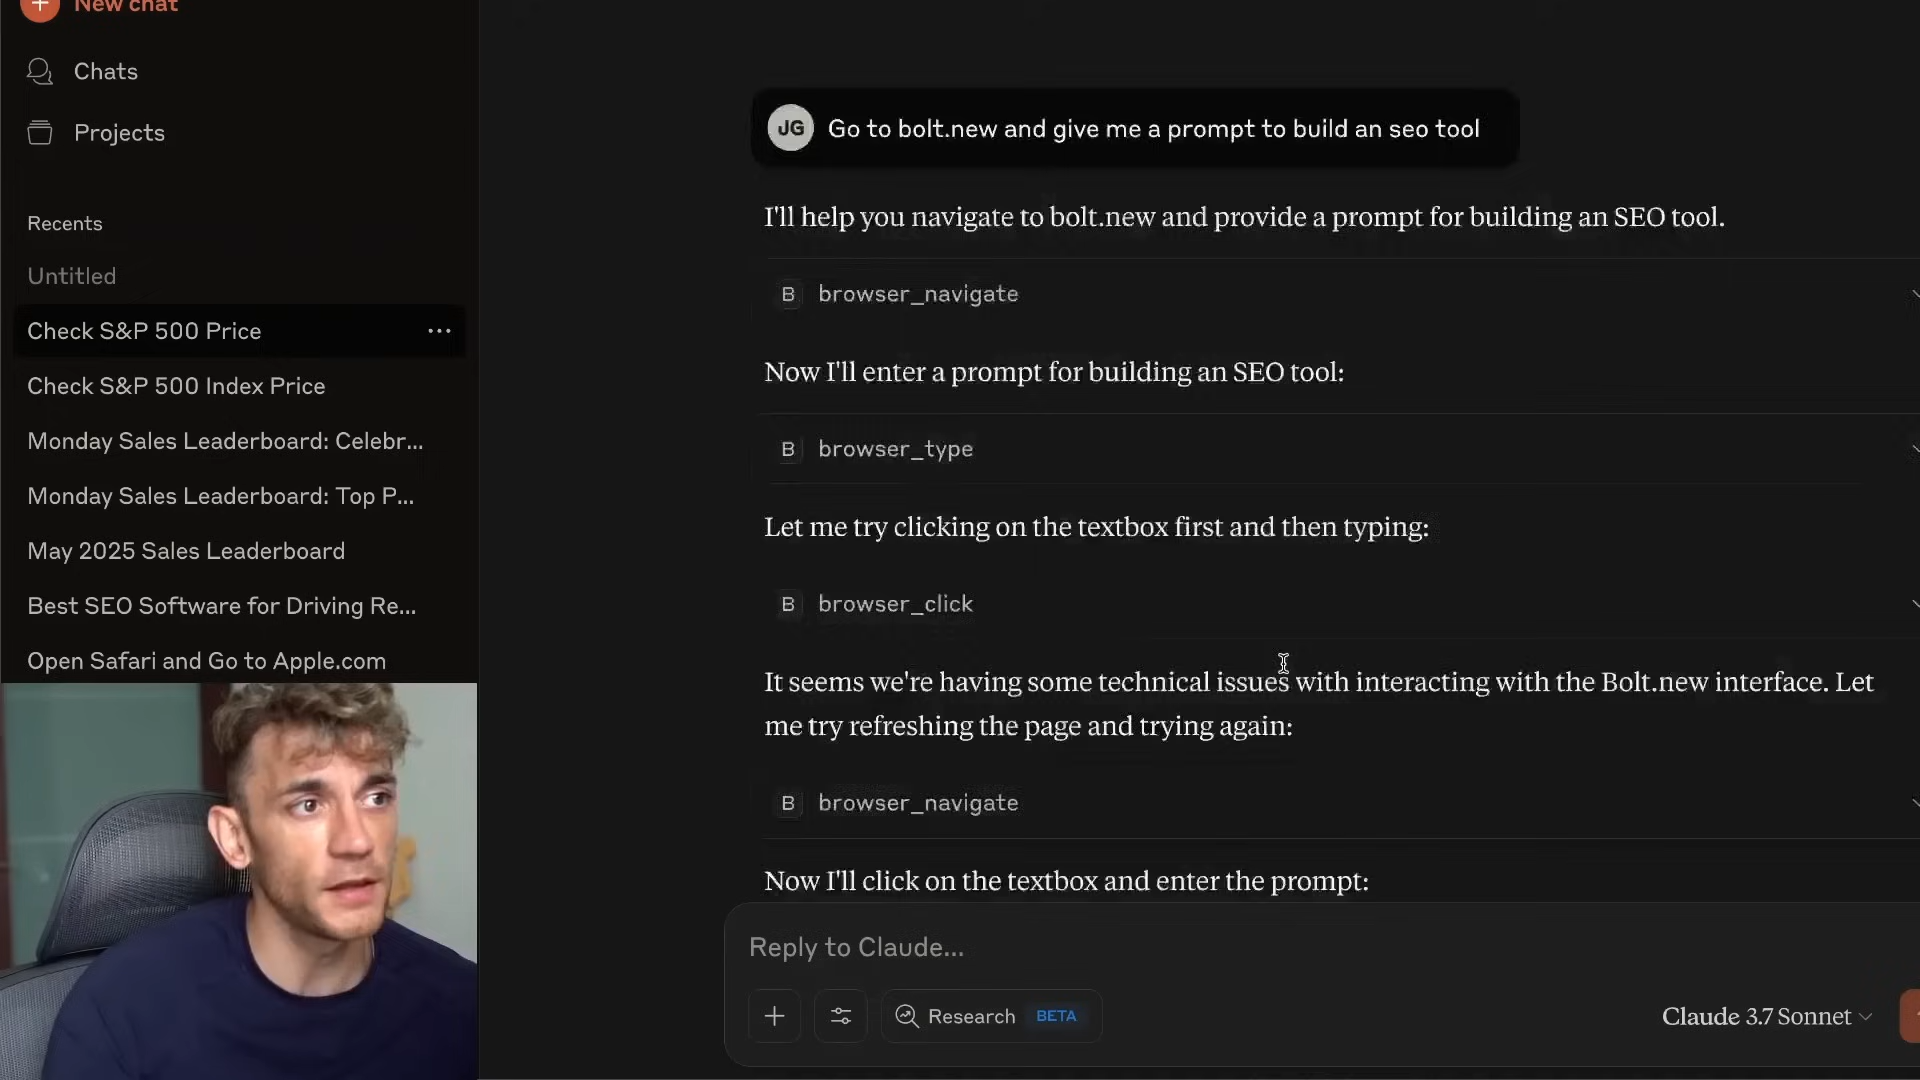 New chat
Chats
Projects
Recents
Untitled
Check S&P 500 Price
Check S&P 500 Index Price
Monday Sales Leaderboard: Celebr...
Monday Sales Leaderboard: Top P...
May 2025 Sales Leaderboard
Best SEO Software for Driving Re...
Open Safari and Go to Apple.com
JG Go to bolt.new and give me a prompt to build an seo tool
I'll help you navigate to bolt.new and provide a prompt for building an SEO tool.
B browser_navigate
Now I'll enter a prompt for building an SEO tool:
B browser_type
Let me try clicking on the textbox first and then typing:
B browser_click
It seems we're having some technical issues with interacting with the Bolt.new interface. Let
me try refreshing the page and trying again:
B browser_navigate
Now I'll click on the textbox and enter the prompt:
Reply to Claude...
Research BETA
Claude 3.7 Sonnet